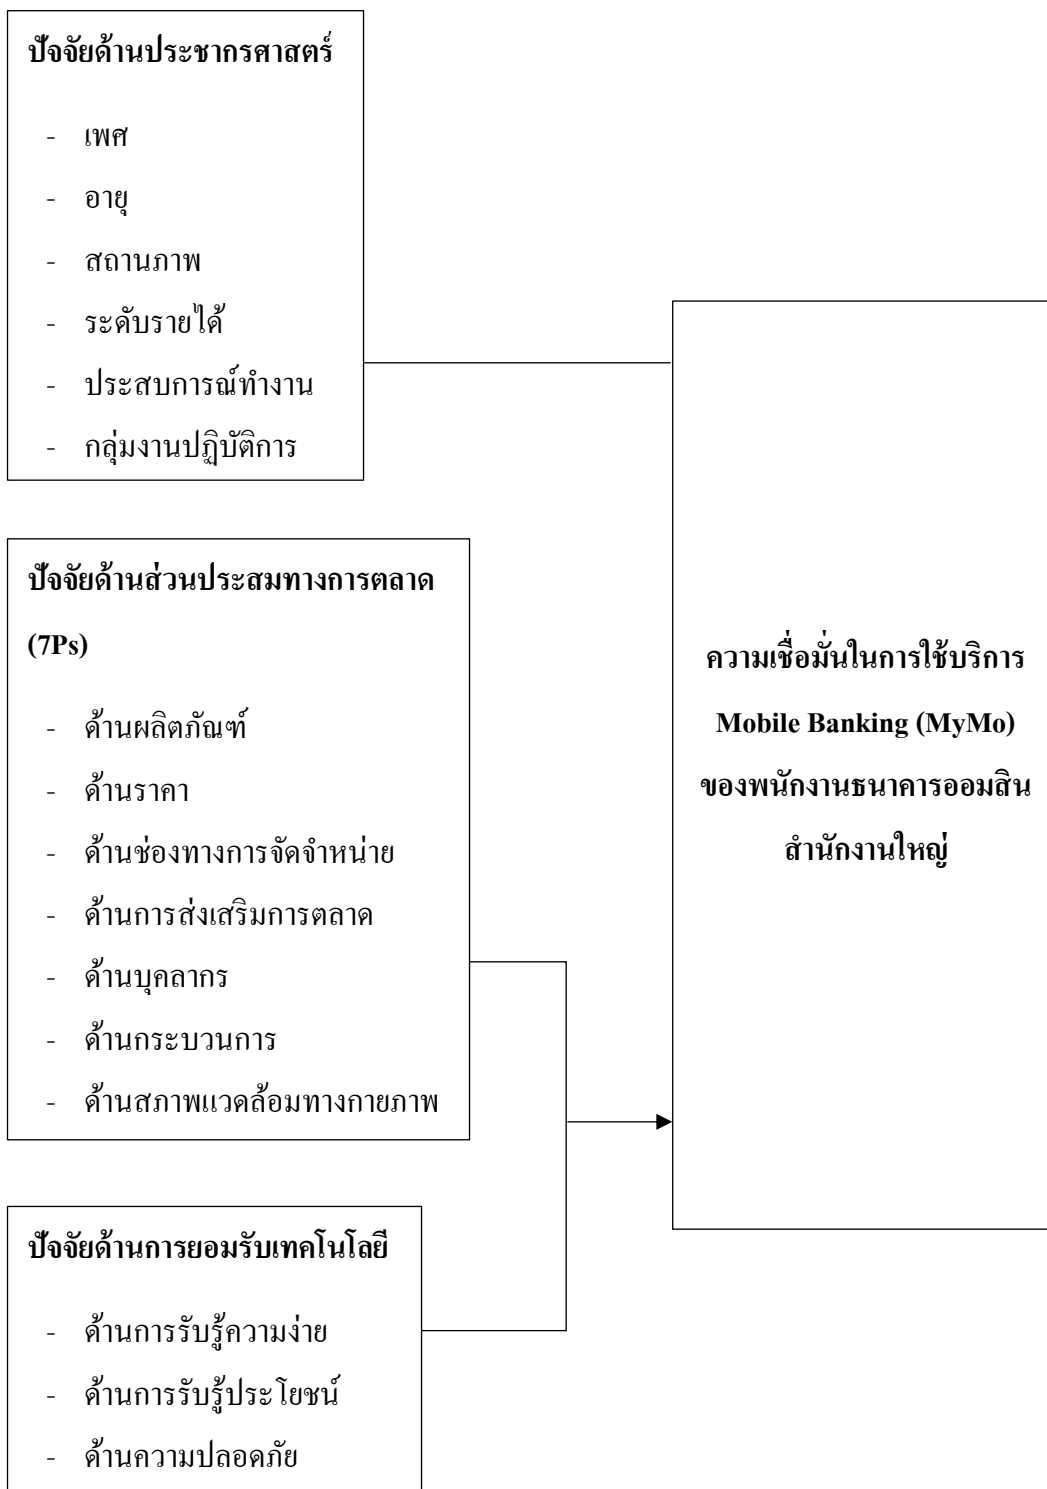 ปัจจัยด้านประชากรศาสตร์
- เพศ
- อายุ
- สถานภาพ
- ระดับรายได้
- ประสบการณ์ทำงาน
- กลุ่มงานปฏิบัติการ
ปัจจัยด้านส่วนประสมทางการตลาด
(7Ps)
- ด้านผลิตภัณฑ์
- ด้านราคา
- ด้านช่องทางการจัดจำหน่าย
- ด้านการส่งเสริมการตลาด
- ด้านบุคลากร
- ด้านกระบวนการ
- ด้านสภาพแวดล้อมทางกายภาพ
ปัจจัยด้านการยอมรับเทคโนโลยี
- ด้านการรับรู้ความง่าย
- ด้านการรับรู้ประโยชน์
- ด้านความปลอดภัย
ความเชื่อมั่นในการใช้บริการ
Mobile Banking (MyMo)
ของพนักงานธนาคารออมสิน
สำนักงานใหญ่